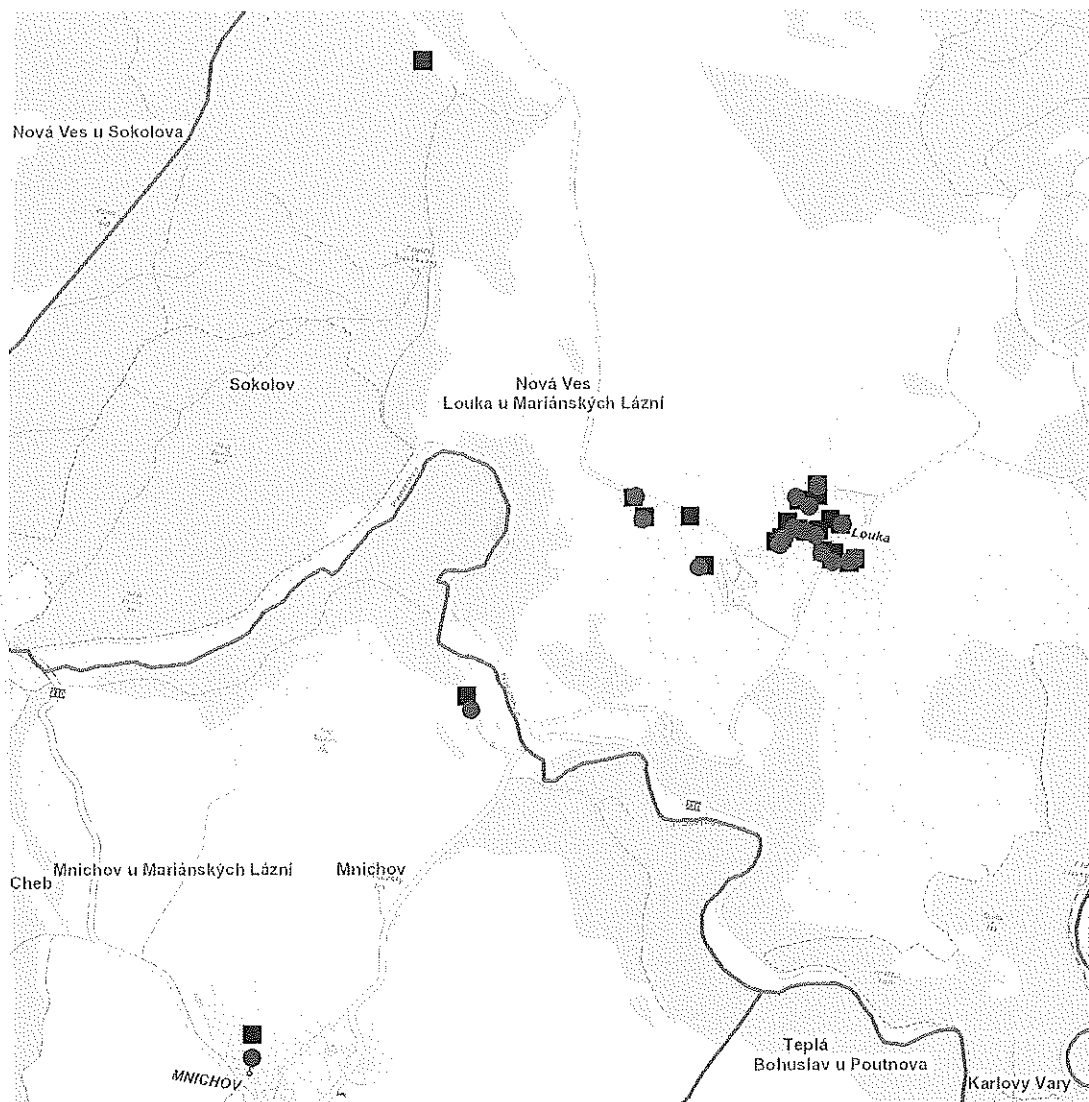 Nová Ves u Sokolova
Sokolov
Nová Ves
Louka u Mariánských Lázní
Louka
Mnichov u Mariánských Lázní
Mnichov
Cheb
MNICHOV
Teplá
Bohuslav u Poutnova
Karlovy Vary